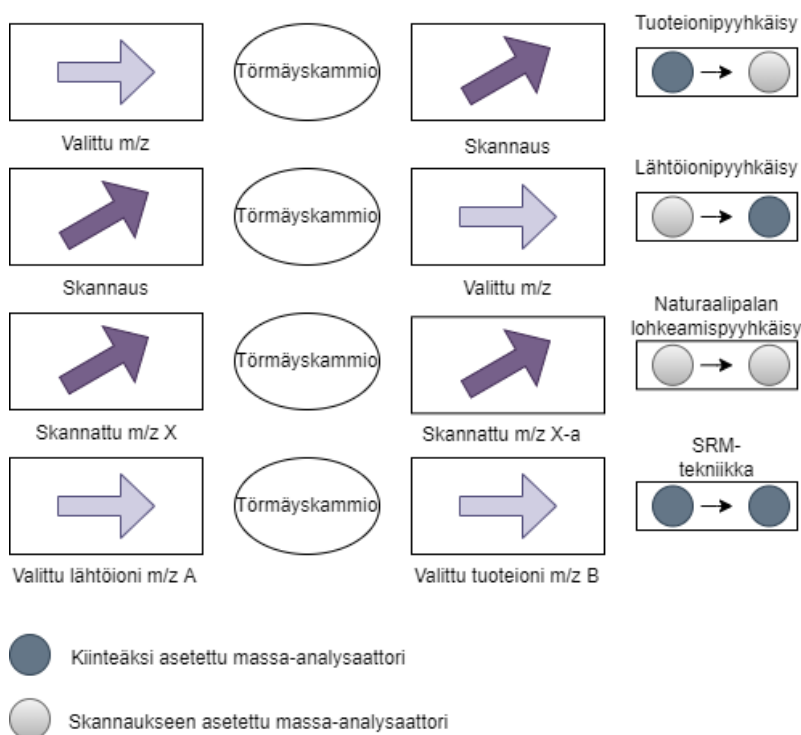 Tuoteionipyyhkäisy
Törmäyskammio
Valittu m/z
Skannaus
Lähtöionipyyhkäisy
Törmäyskammio
Skannaus
Valittu m/z
Naturaalipalan
lohkeamispyyhkäisy
Törmäyskammio
Skannattu m/z X
Skannattu m/z X-a
SRM-
tekniikka
Törmäyskammio
Valittu lähtöioni m/z A
Valittu tuoteioni m/z B
Kiinteäksi asetettu massa-analysaattori
Skannaukseen asetettu massa-analysaattori